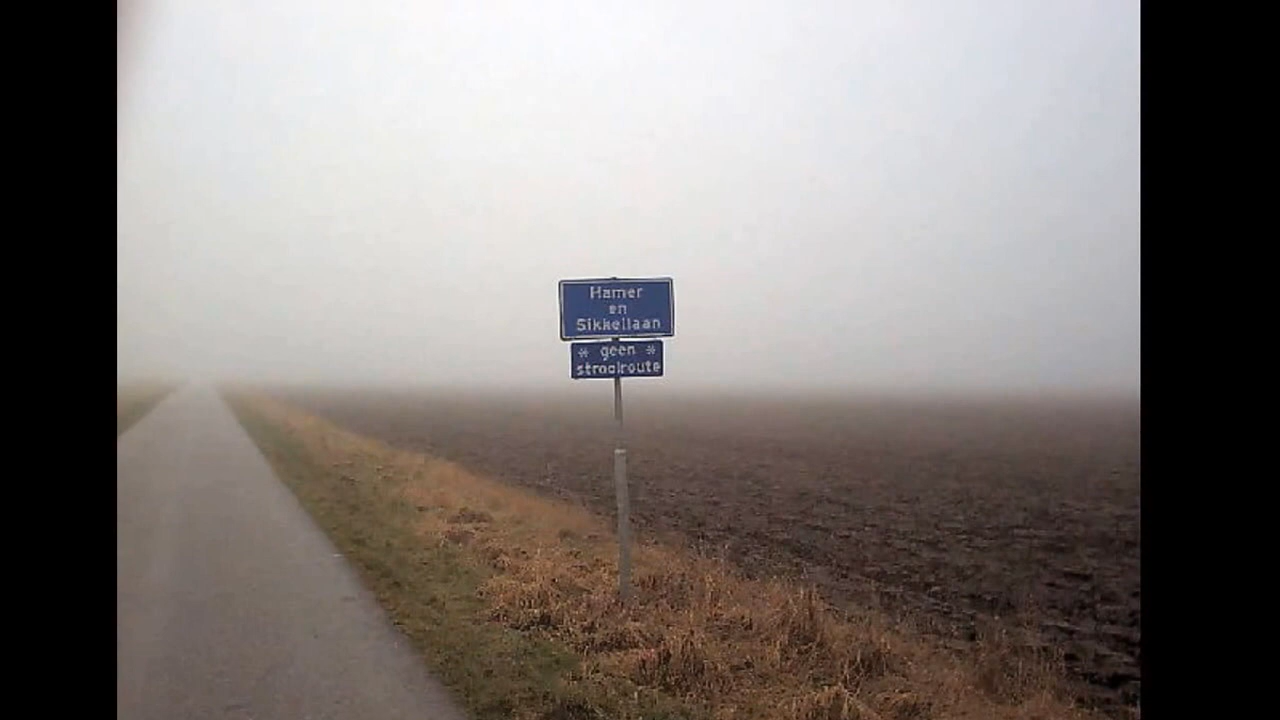 Hamer
en
Sikkellaan
* geen *
strooiroute